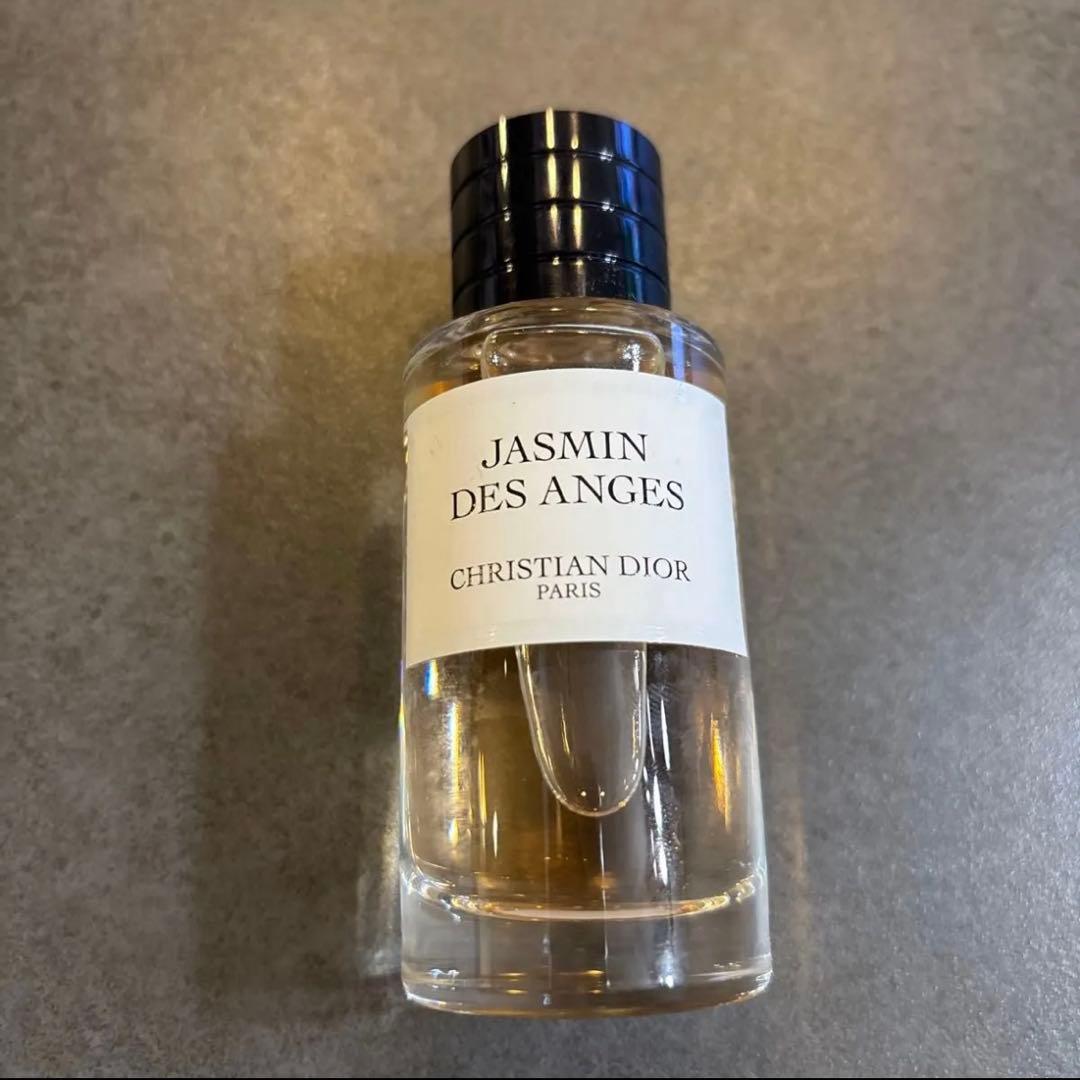 JASMIN
DES ANGES
CHRISTIAN DIOR
PARIS